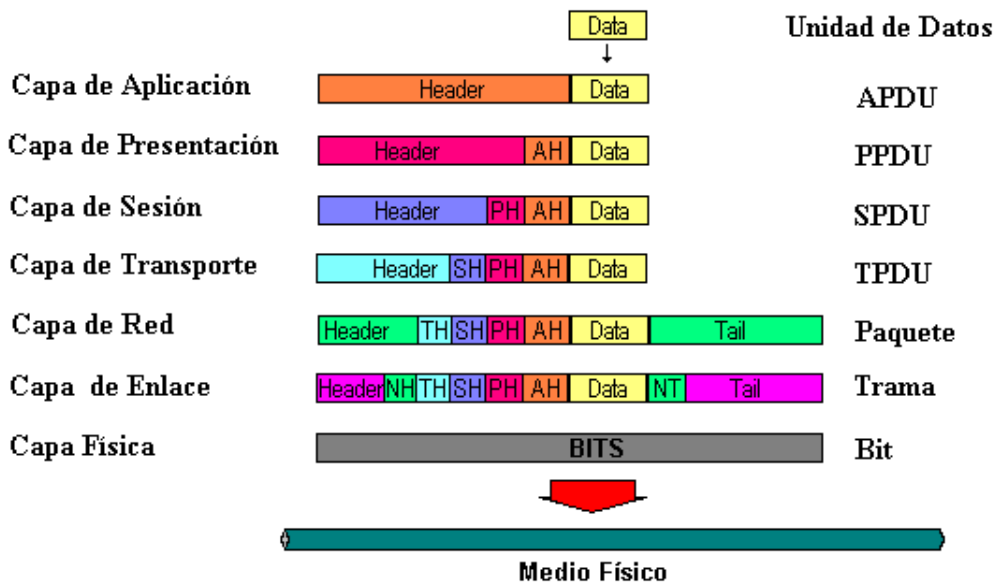 Data Unidad de Datos
Capa de Aplicación Header Data APDU
Capa de Presentación Header AH Data PPDU
Capa de Sesión Header PH AH Data SPDU
Capa de Transporte Header SH PH AH Data TPDU
Capa de Red Header TH SH PH AH Data Tail Paquete
Capa de Enlace Header NH TH SH PH AH Data NT Tail Trama
Capa Física BITS Bit
Medio Físico